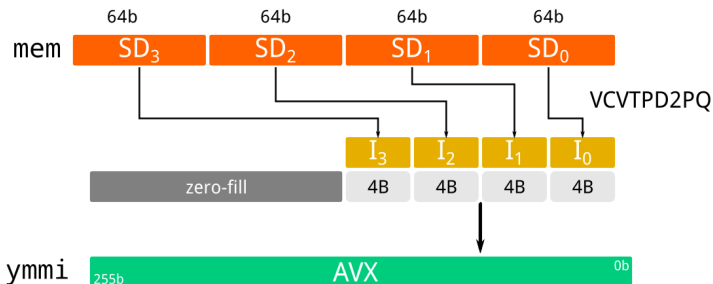 64b 64b 64b 64b
mem SD₃ SD₂ SD₁ SD₀
VCVTPD2PQ
I₃ I₂ I₁ I₀
zero-fill 4B 4B 4B 4B
ymmi 255b AVX 0b